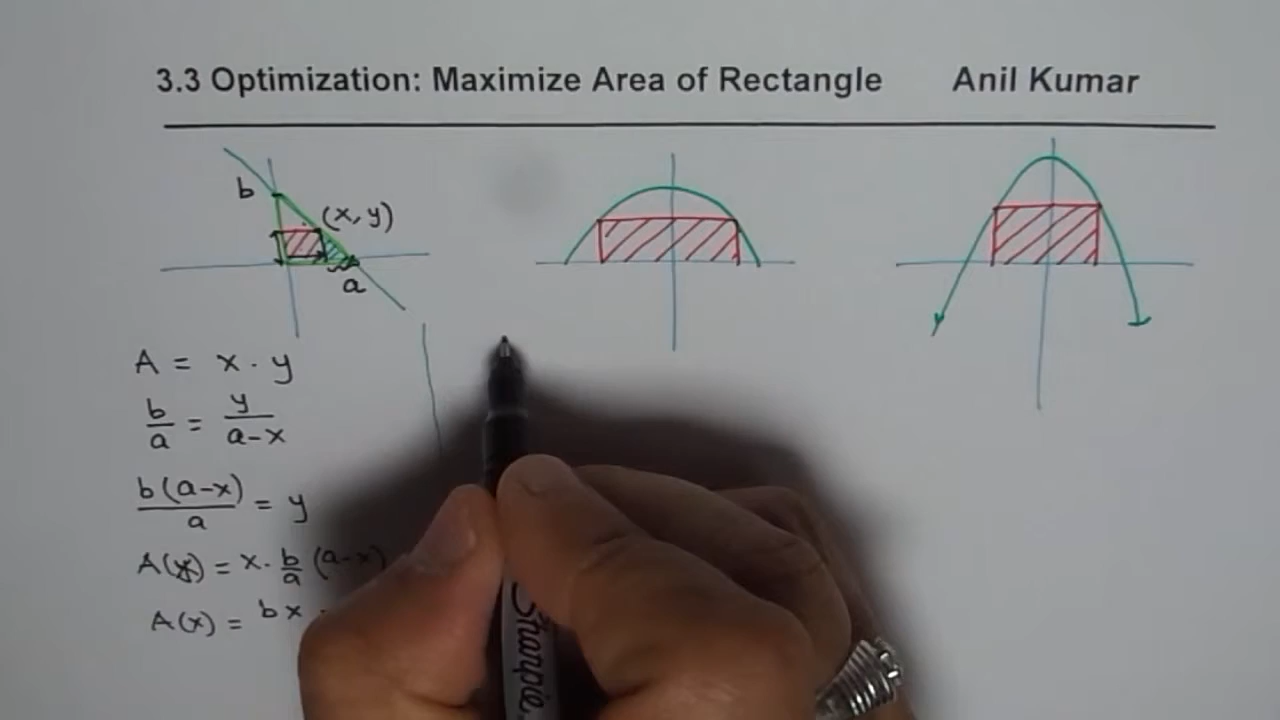 3.3 Optimization: Maximize Area of Rectangle Anil Kumar
b
(x, y)
a
A = x · y
b/a = y/(a-x)
b(a-x)/a = y
A(x) = x · b/a (a-x)
A(x) = bx
Sharpie